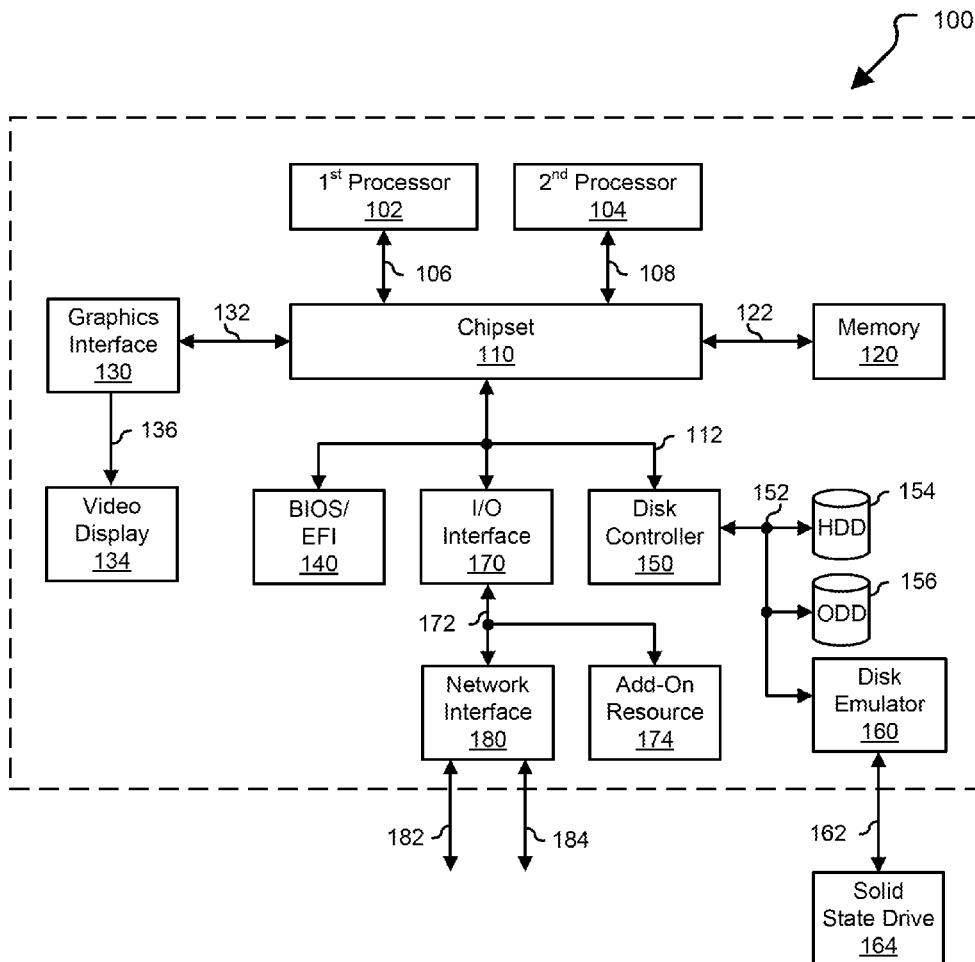 100
1st Processor
102
2nd Processor
104
106
108
Graphics
Interface
130
132
Chipset
110
122
Memory
120
136
112
Video
Display
134
BIOS/
EFI
140
I/O
Interface
170
Disk
Controller
150
152
HDD
154
ODD
156
172
Network
Interface
180
Add-On
Resource
174
Disk
Emulator
160
182
184
162
Solid
State Drive
164